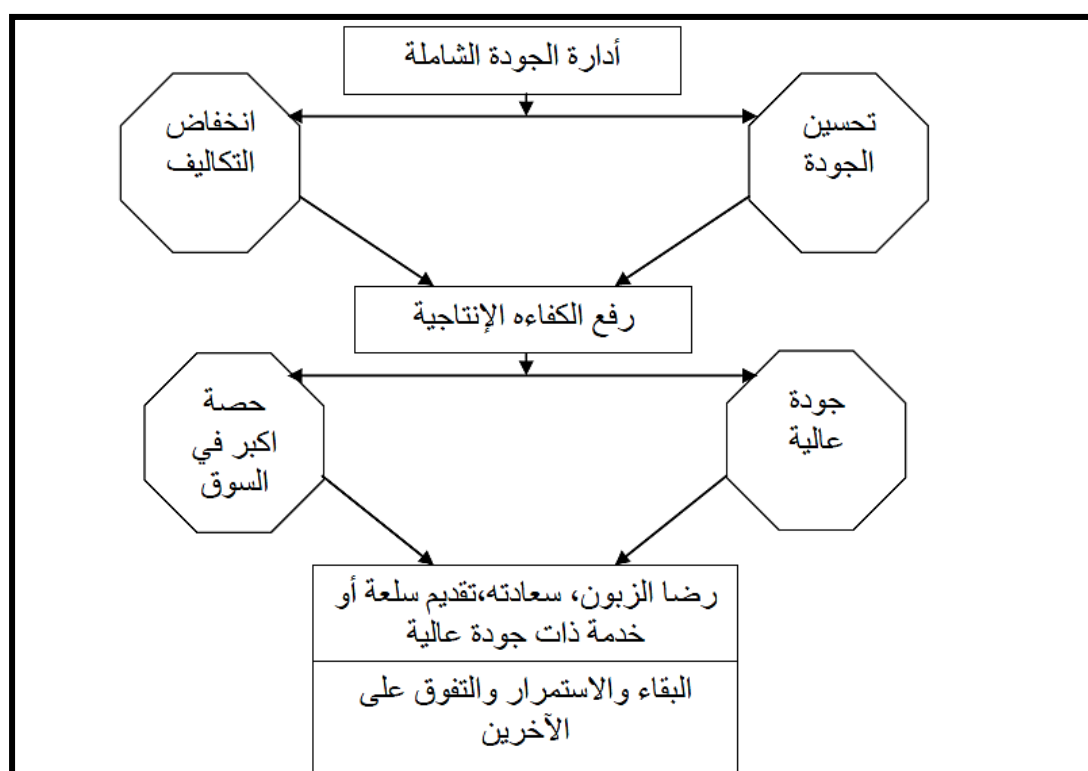 أدارة الجودة الشاملة
تحسين
الجودة
انخفاض
التكاليف
رفع الكفاءه الإنتاجية
جودة
عالية
حصة
اكبر في
السوق
رضا الزبون، سعادته،تقديم سلعة أو
خدمة ذات جودة عالية
البقاء والاستمرار والتفوق على
الآخرين